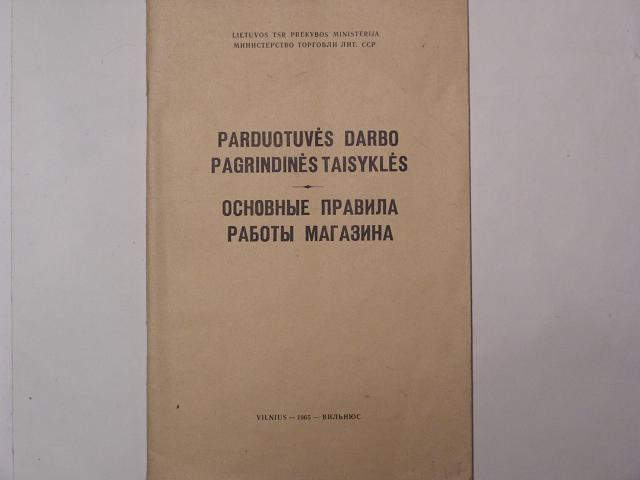 LIETUVOS TSR PREKYBOS MINISTERIJA
МИНИСТЕРСТВО ТОРГОВЛИ ЛИТ. ССР
PARDUOTUVĖS DARBO
PAGRINDINĖS TAISYKLĖS
ОСНОВНЫЕ ПРАВИЛА
РАБОТЫ МАГАЗИНА
VILNIUS — 1965 — ВИЛЬНЮС